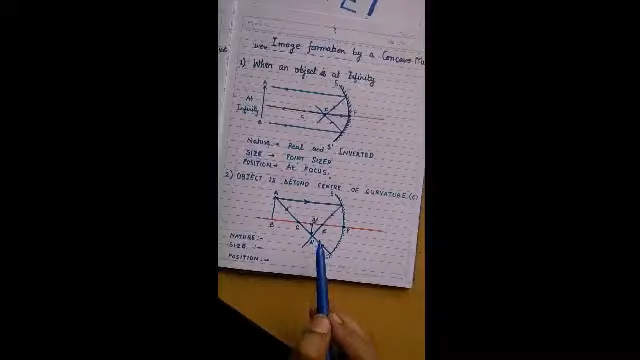 Image formation by a Concave
1) When an object is at Infinity
A
At
Infinity
B
C
F
P
S
S'
Nature → Real and INVERTED
SIZE → POINT SIZED
POSITION → At FOCUS.
2) OBJECT IS BEYOND CENTRE OF CURVATURE. (C)
A
B
C
B'
F
P
A'
NATURE :-
SIZE :-
POSITION :-